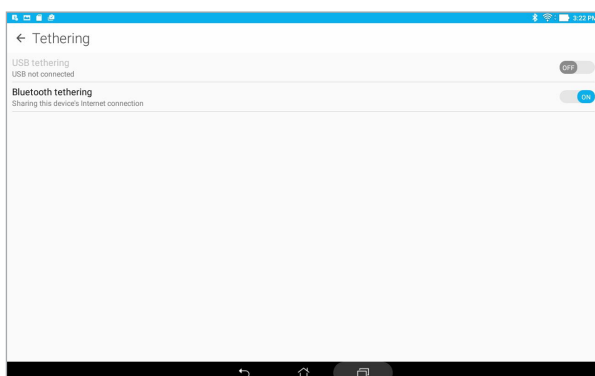 3:22 PM
Tethering
USB tethering
USB not connected
OFF
Bluetooth tethering
Sharing this device's Internet connection
ON